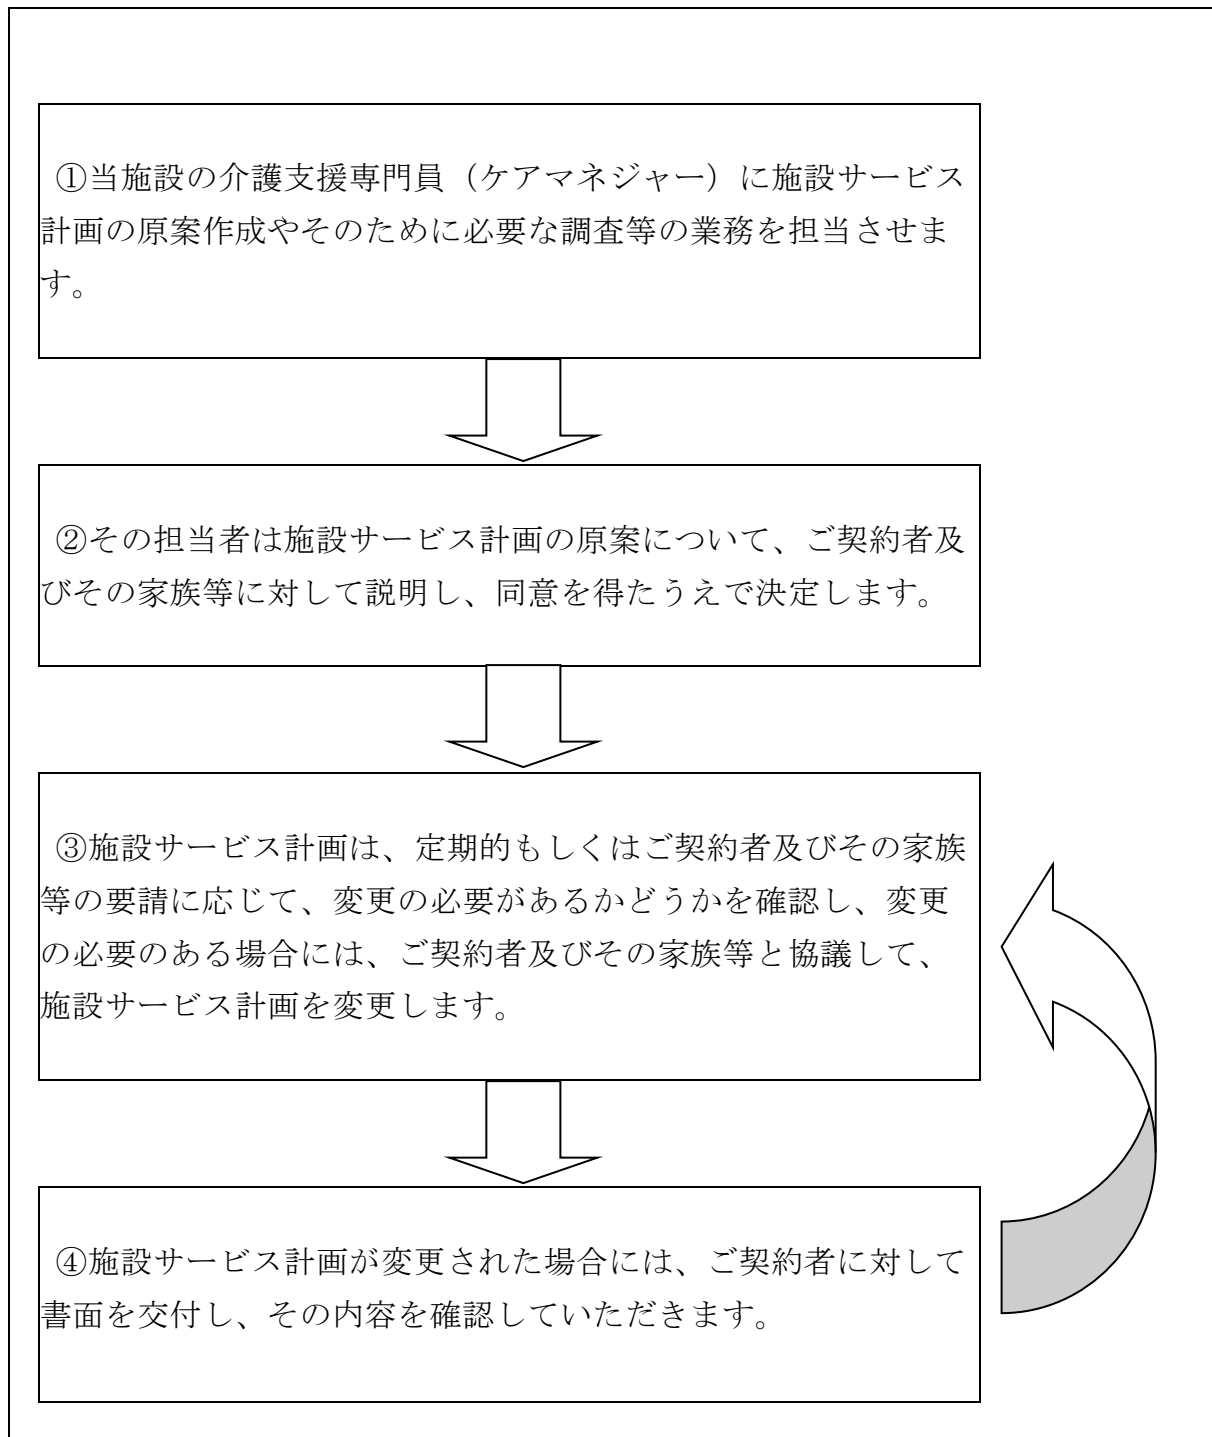 ①当施設の介護支援専門員（ケアマネジャー）に施設サービス
計画の原案作成やそのために必要な調査等の業務を担当させま
す。
②その担当者は施設サービス計画の原案について、ご契約者及
びその家族等に対して説明し、同意を得たうえで決定します。
③施設サービス計画は、定期的もしくはご契約者及びその家族
等の要請に応じて、変更の必要があるかどうかを確認し、変更
の必要のある場合には、ご契約者及びその家族等と協議して、
施設サービス計画を変更します。
④施設サービス計画が変更された場合には、ご契約者に対して
書面を交付し、その内容を確認していただきます。